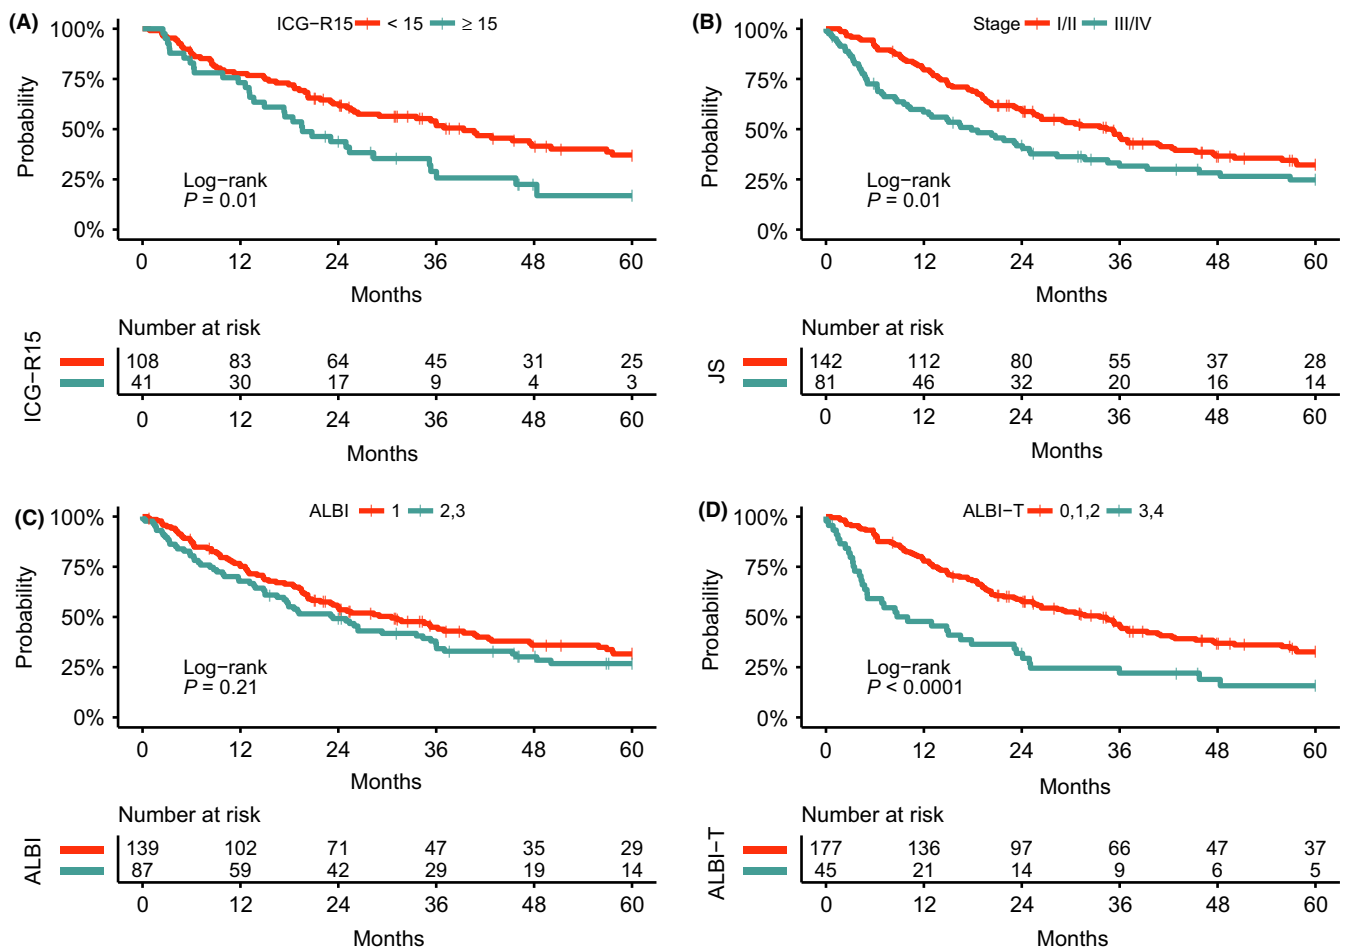 (A)
ICG−R15 < 15 ≥ 15
100%
75%
50%
25%
0%
Probability
Log−rank
P = 0.01
0 12 24 36 48 60
Months
Number at risk
ICG−R15
108 83 64 45 31 25
41 30 17 9 4 3
0 12 24 36 48 60
Months
(B)
Stage I/II III/IV
100%
75%
50%
25%
0%
Probability
Log−rank
P = 0.01
0 12 24 36 48 60
Months
Number at risk
JS
142 112 80 55 37 28
81 46 32 20 16 14
0 12 24 36 48 60
Months
(C)
ALBI 1 2,3
100%
75%
50%
25%
0%
Probability
Log−rank
P = 0.21
0 12 24 36 48 60
Months
Number at risk
ALBI
139 102 71 47 35 29
87 59 42 29 19 14
0 12 24 36 48 60
Months
(D)
ALBI−T 0,1,2 3,4
100%
75%
50%
25%
0%
Probability
Log−rank
P < 0.0001
0 12 24 36 48 60
Months
Number at risk
ALBI−T
177 136 97 66 47 37
45 21 14 9 6 5
0 12 24 36 48 60
Months